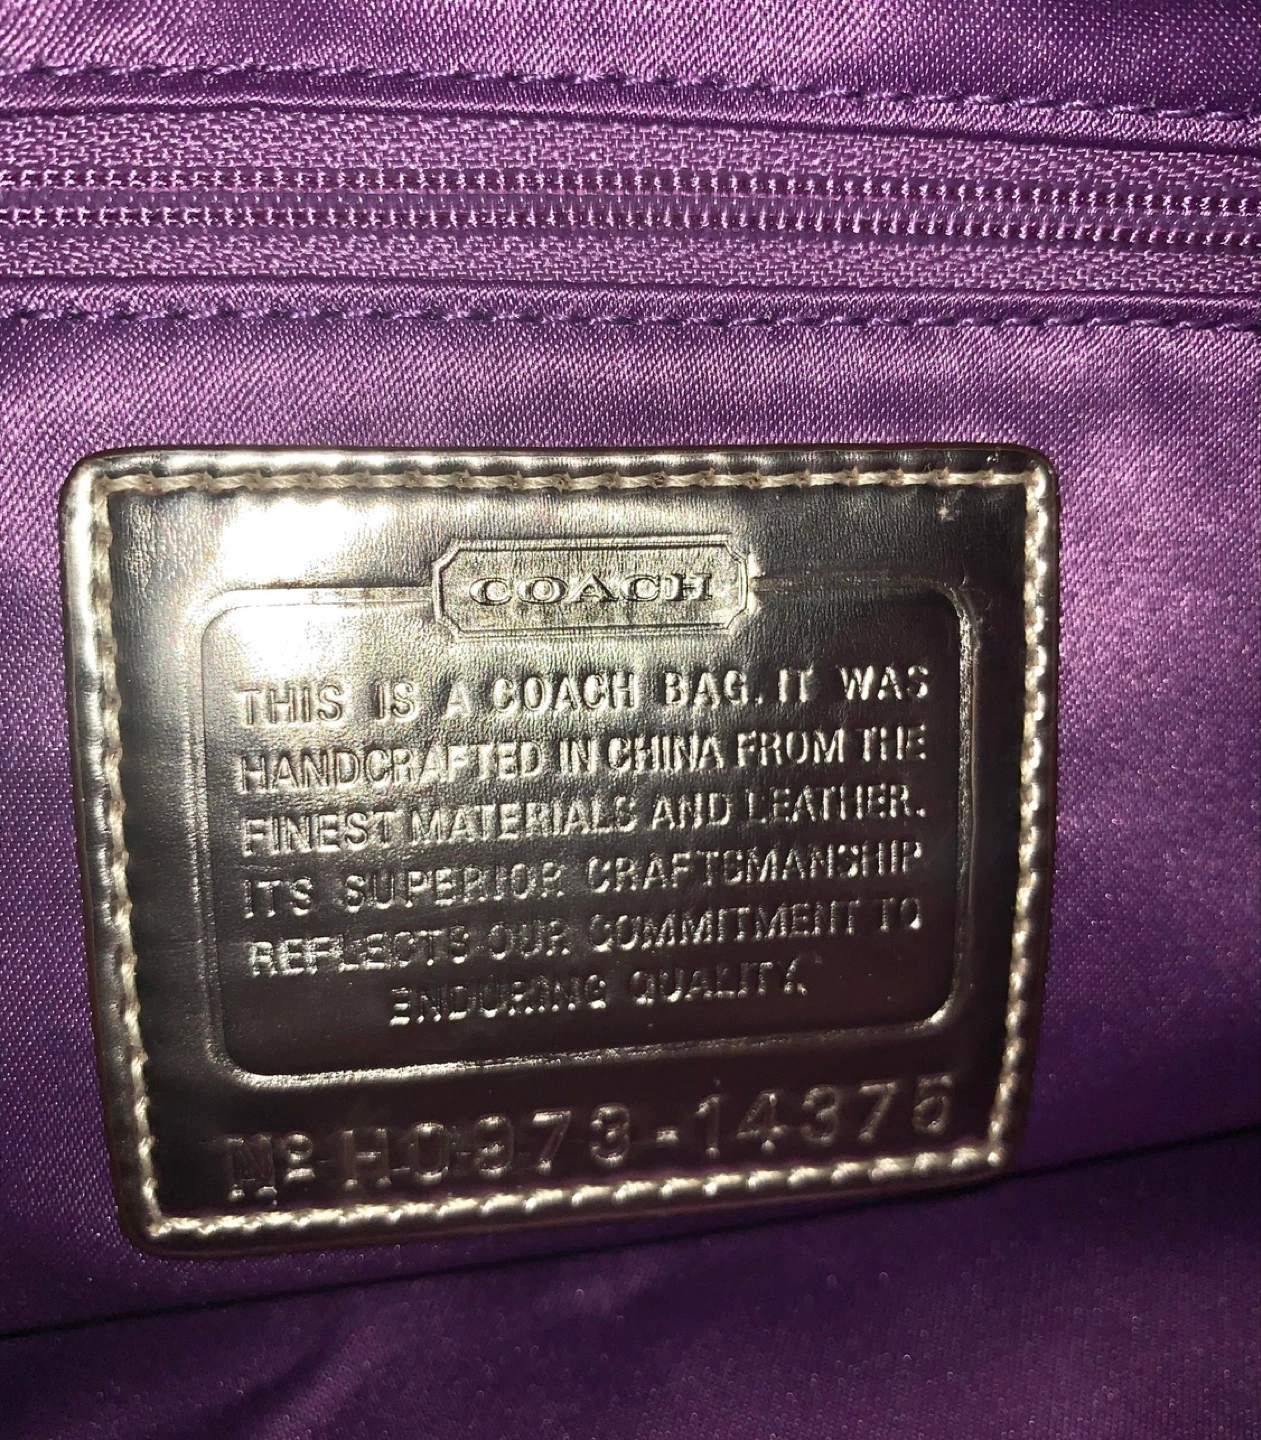 COACH
THIS IS A COACH BAG. IT WAS
HANDCRAFTED IN CHINA FROM THE
FINEST MATERIALS AND LEATHER.
ITS SUPERIOR CRAFTSMANSHIP
REFLECTS OUR COMMITMENT TO
ENDURING QUALITY.
Nº H0973-14375